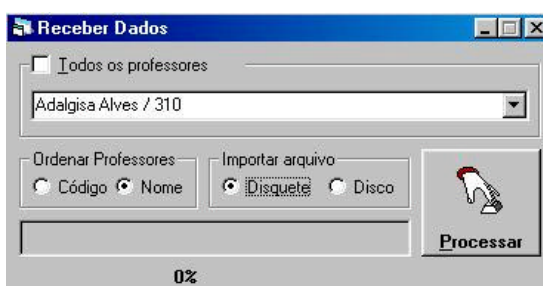 Receber Dados
Todos os professores
Adalgisa Alves / 310
Ordenar Professores
Código Nome
Importar arquivo
Disquete Disco
Processar
0%